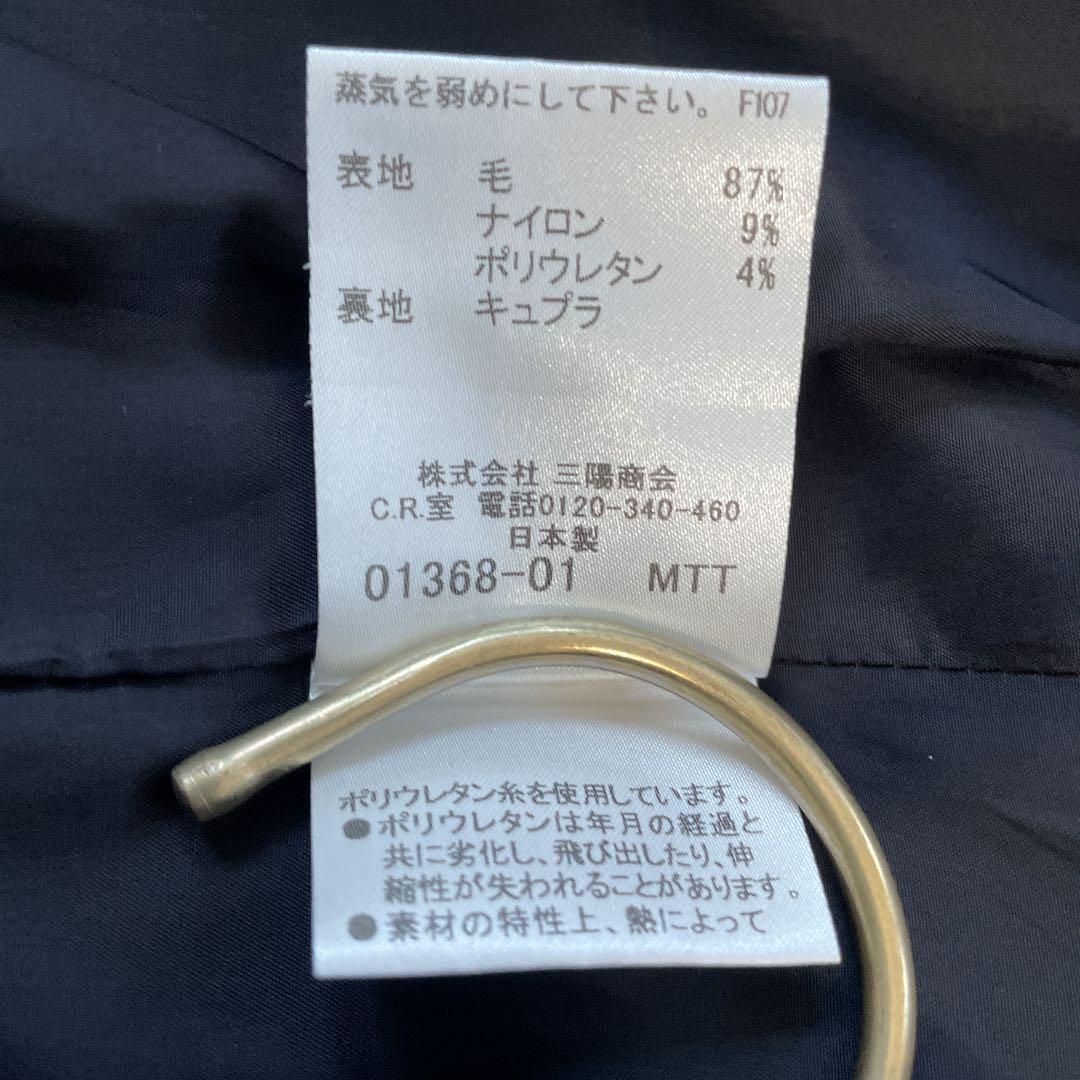 蒸気を弱めにして下さい。 F107
表地 毛 87%
ナイロン 9%
ポリウレタン 4%
裏地 キュプラ
株式会社 三陽商会
C.R.室 電話0120-340-460
日本製
01368-01 MTT
ポリウレタン糸を使用しています。
●ポリウレタンは年月の経過と
共に劣化し、飛び出したり、伸
縮性が失われることがあります。
●素材の特性上、熱によって